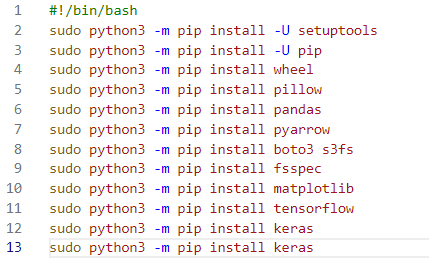 1 #!/bin/bash
2 sudo python3 -m pip install -U setuptools
3 sudo python3 -m pip install -U pip
4 sudo python3 -m pip install wheel
5 sudo python3 -m pip install pillow
6 sudo python3 -m pip install pandas
7 sudo python3 -m pip install pyarrow
8 sudo python3 -m pip install boto3 s3fs
9 sudo python3 -m pip install fsspec
10 sudo python3 -m pip install matplotlib
11 sudo python3 -m pip install tensorflow
12 sudo python3 -m pip install keras
13 sudo python3 -m pip install keras